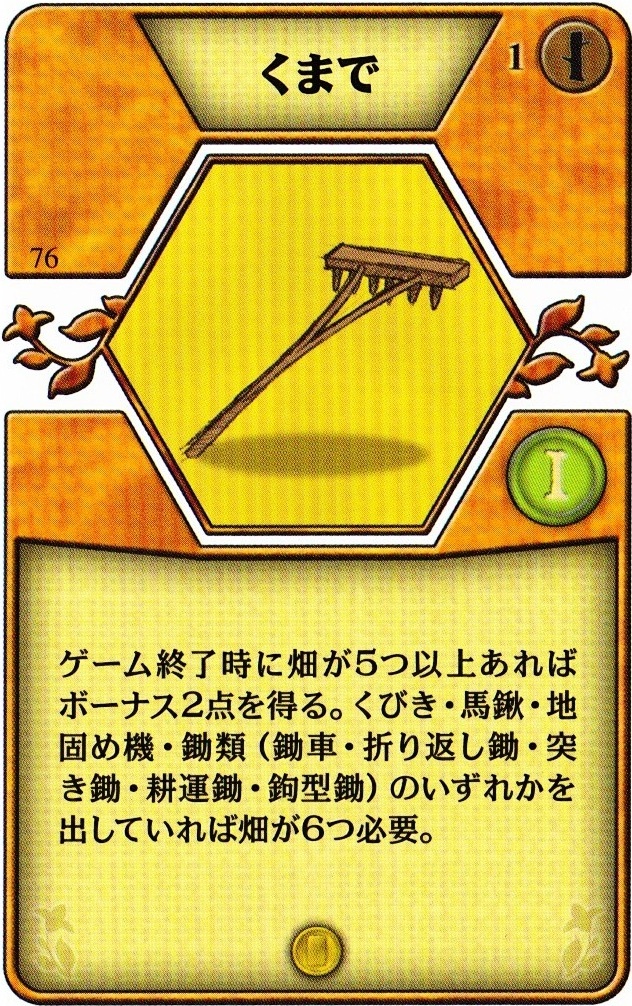 くまで
1
76
I
ゲーム終了時に畑が5つ以上あれば
ボーナス2点を得る。くびき・馬鍬・地
固め機・鋤類（鋤車・折り返し鋤・突
き鋤・耕運鋤・鉤型鋤）のいずれかを
出していれば畑が6つ必要。